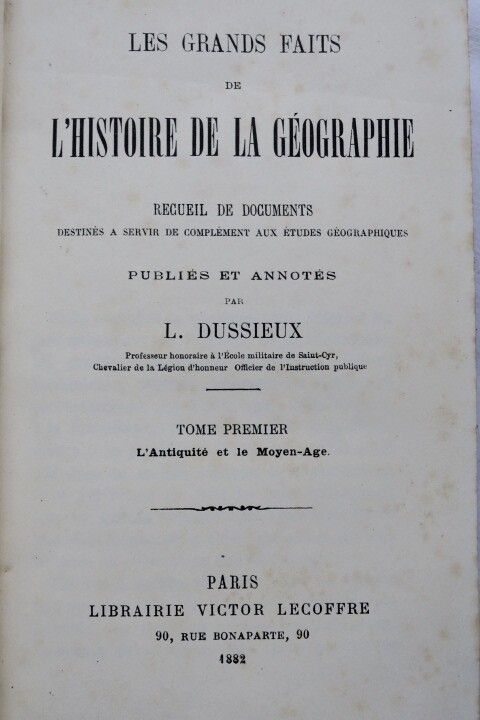 LES GRANDS FAITS
DE
L'HISTOIRE DE LA GÉOGRAPHIE
RECUEIL DE DOCUMENTS
DESTINÉS A SERVIR DE COMPLÉMENT AUX ÉTUDES GÉOGRAPHIQUES
PUBLIÉS ET ANNOTÉS
PAR
L. DUSSIEUX
Professeur honoraire à l'École militaire de Saint-Cyr,
Chevalier de la Légion d'honneur Officier de l'Instruction publique
TOME PREMIER
L'Antiquité et le Moyen-Age.
PARIS
LIBRAIRIE VICTOR LECOFFRE
90, RUE BONAPARTE, 90
1882